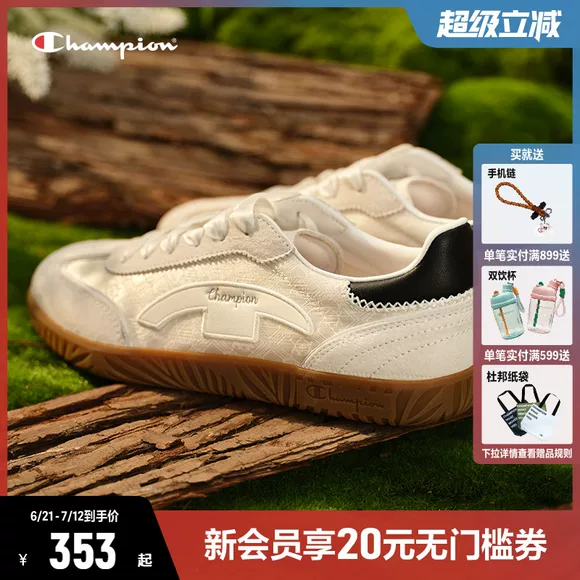 Champion
超级立减
买就送
手机链
单笔实付满899送
双饮杯
单笔实付满599送
杜邦纸袋
下拉详情查看赠品规则
Champion
Champion
6/21-7/12到手价
¥ 353 起
新会员享20元无门槛券